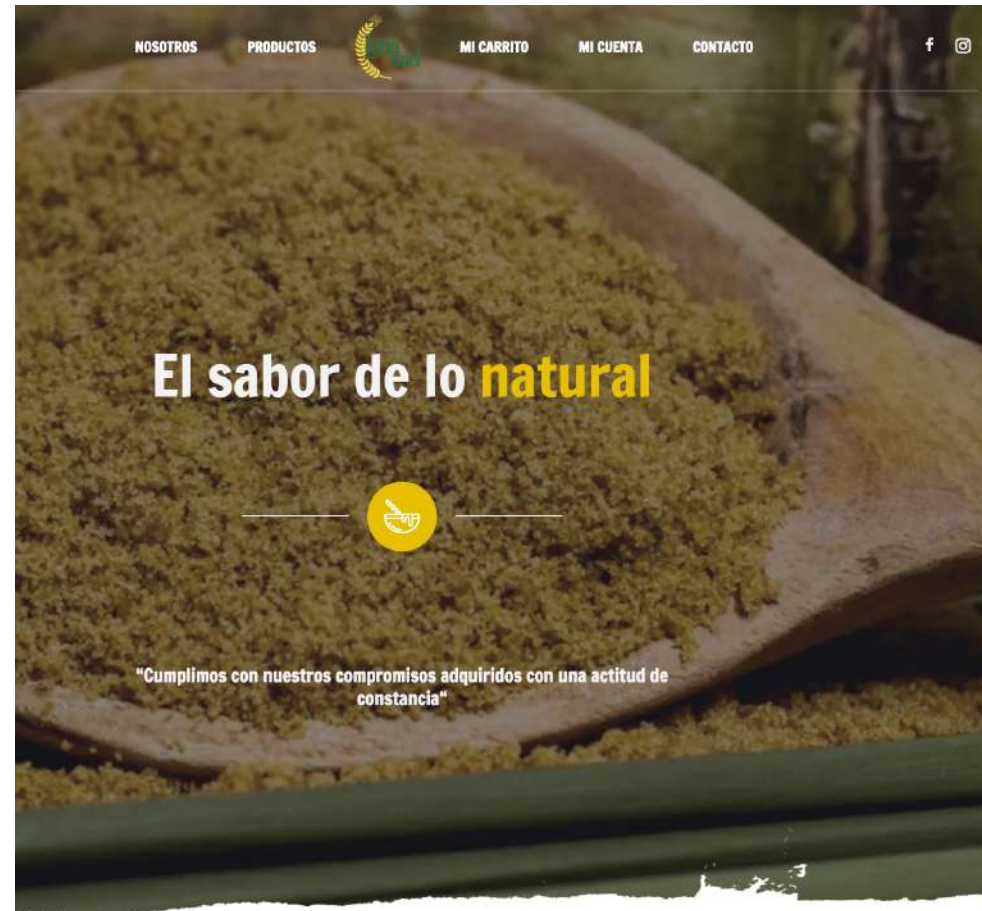 NOSOTROS PRODUCTOS MI CARRITO MI CUENTA CONTACTO
El sabor de lo natural
“Cumplimos con nuestros compromisos adquiridos con una actitud de
constancia“